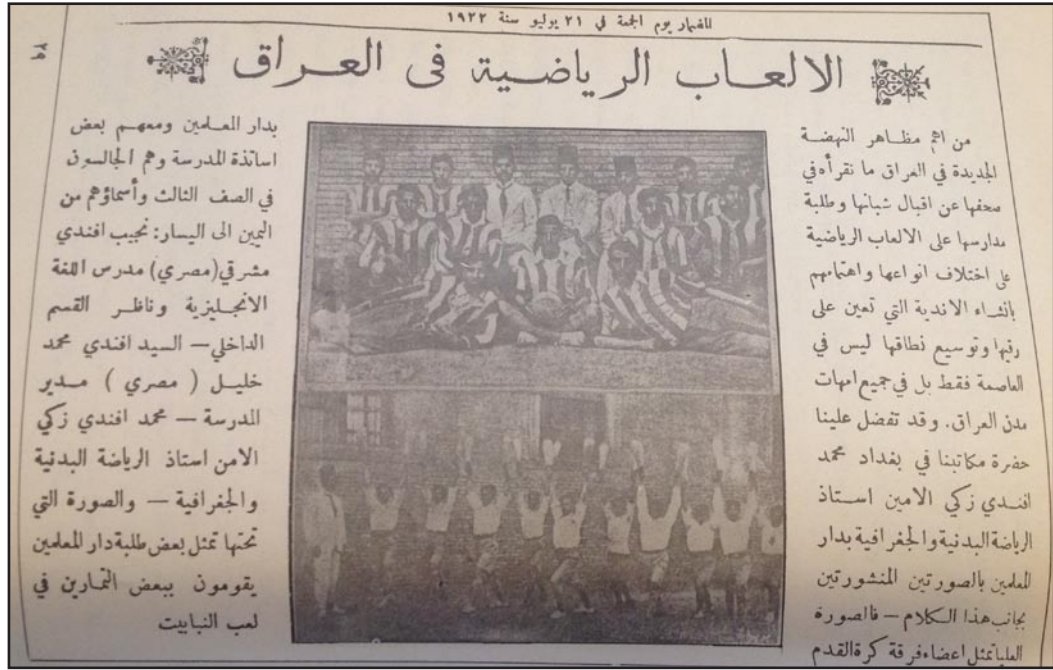 المضمار يوم الجمعة في ٢١ يوليو سنة ١٩٢٢
٢٩
الالعاب الرياضية فى العراق
من اهم مظاهر النهضة
الجديدة في العراق ما نقرأه في
صحفها عن اقبال شبانها وطلبة
مدارسها على الالعاب الرياضية
على اختلاف انواعها واهتمامهم
بانشاء الاندية التي تعين على
رقيها وتوسيع نطاقها ليس في
العاصمة فقط بل في جميع امهات
مدن العراق. وقد تفضل علينا
حضرة مكاتبنا في بغداد محمد
افندي زكي الامين استاذ
الرياضة البدنية والجغرافية بدار
المعلمين بالصورتين المنشورتين
بجانب هذا الكلام — فالصورة
العليا تمثل اعضاء فرقة كرة القدم
بدار المعلمين ومعهم بعض
اساتذة المدرسة وهم الجالسون
في الصف الثالث وأسماؤهم من
اليمين الى اليسار: نجيب افندي
مشرقي (مصري) مدرس اللغة
الانجليزية وناظر القسم
الداخلي — السيد افندي محمد
خليل ( مصري ) مدير
المدرسة — محمد افندي زكي
الامن استاذ الرياضة البدنية
والجغرافية — والصورة التي
تحتها تمثل بعض طلبة دار المعلمين
يقومون ببعض التمارين في
لعب النبابيت